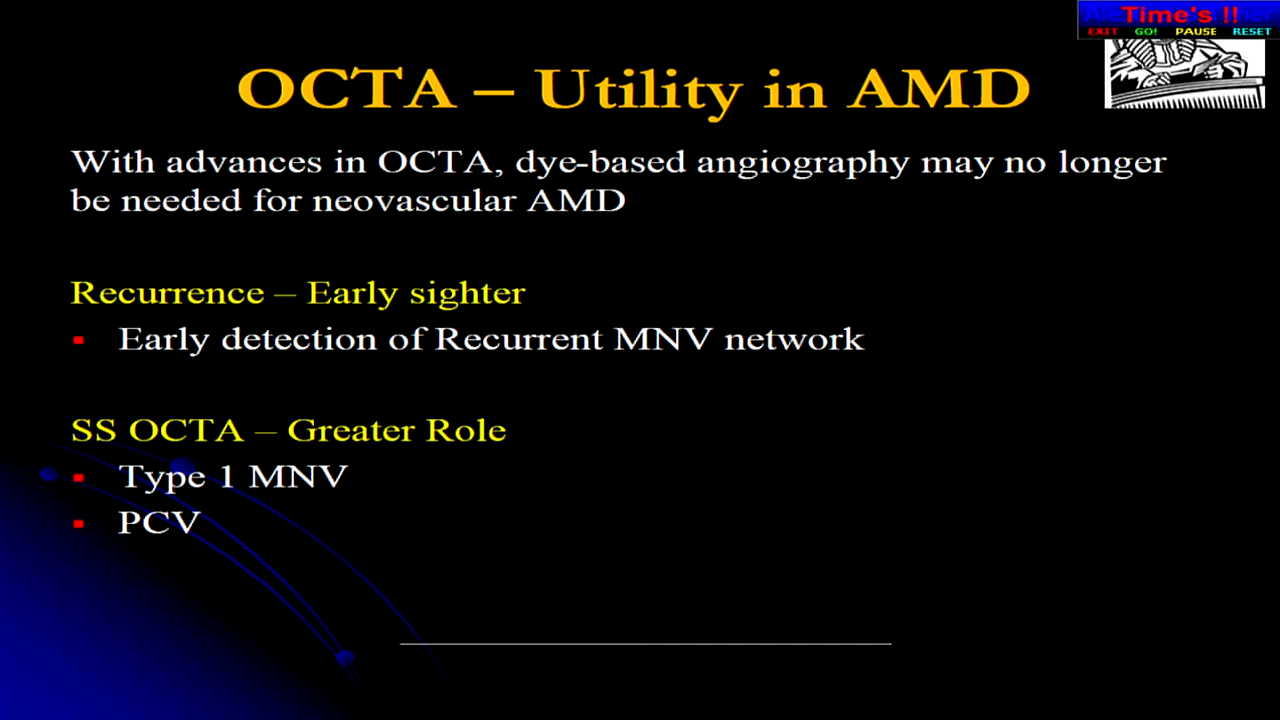 Time's !!
EXIT GO! PAUSE RESET
OCTA – Utility in AMD
With advances in OCTA, dye-based angiography may no longer
be needed for neovascular AMD
Recurrence – Early sighter
▪ Early detection of Recurrent MNV network
SS OCTA – Greater Role
▪ Type 1 MNV
▪ PCV